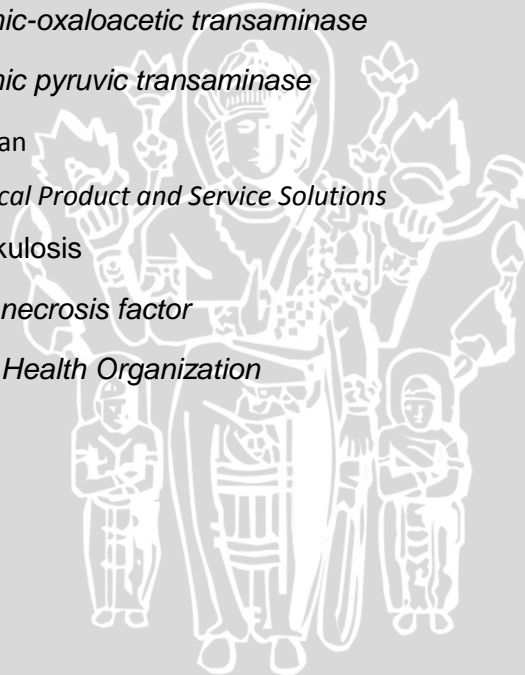 nic-oxaloacetic transaminase
nic pyruvic transaminase
an
cal Product and Service Solutions
kulosis
necrosis factor
Health Organization